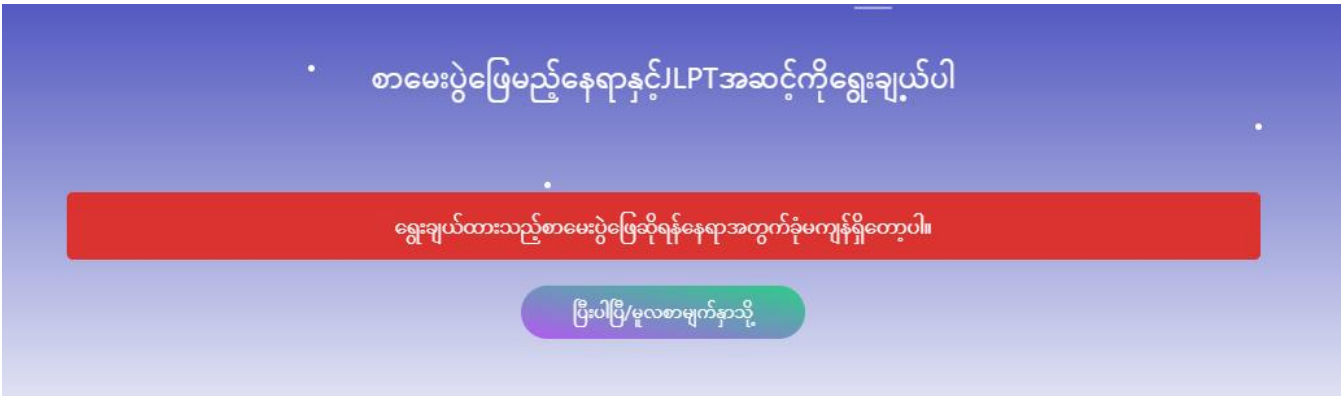 စာမေးပွဲဖြေမည့်နေရာနှင့်JLPTအဆင့်ကိုရွေးချယ်ပါ
ရွေးချယ်ထားသည့်စာမေးပွဲဖြေဆိုရန်နေရာအတွက်ခုံမကျန်ရှိတော့ပါ။
ပြီးပါပြီ/မူလစာမျက်နှာသို့